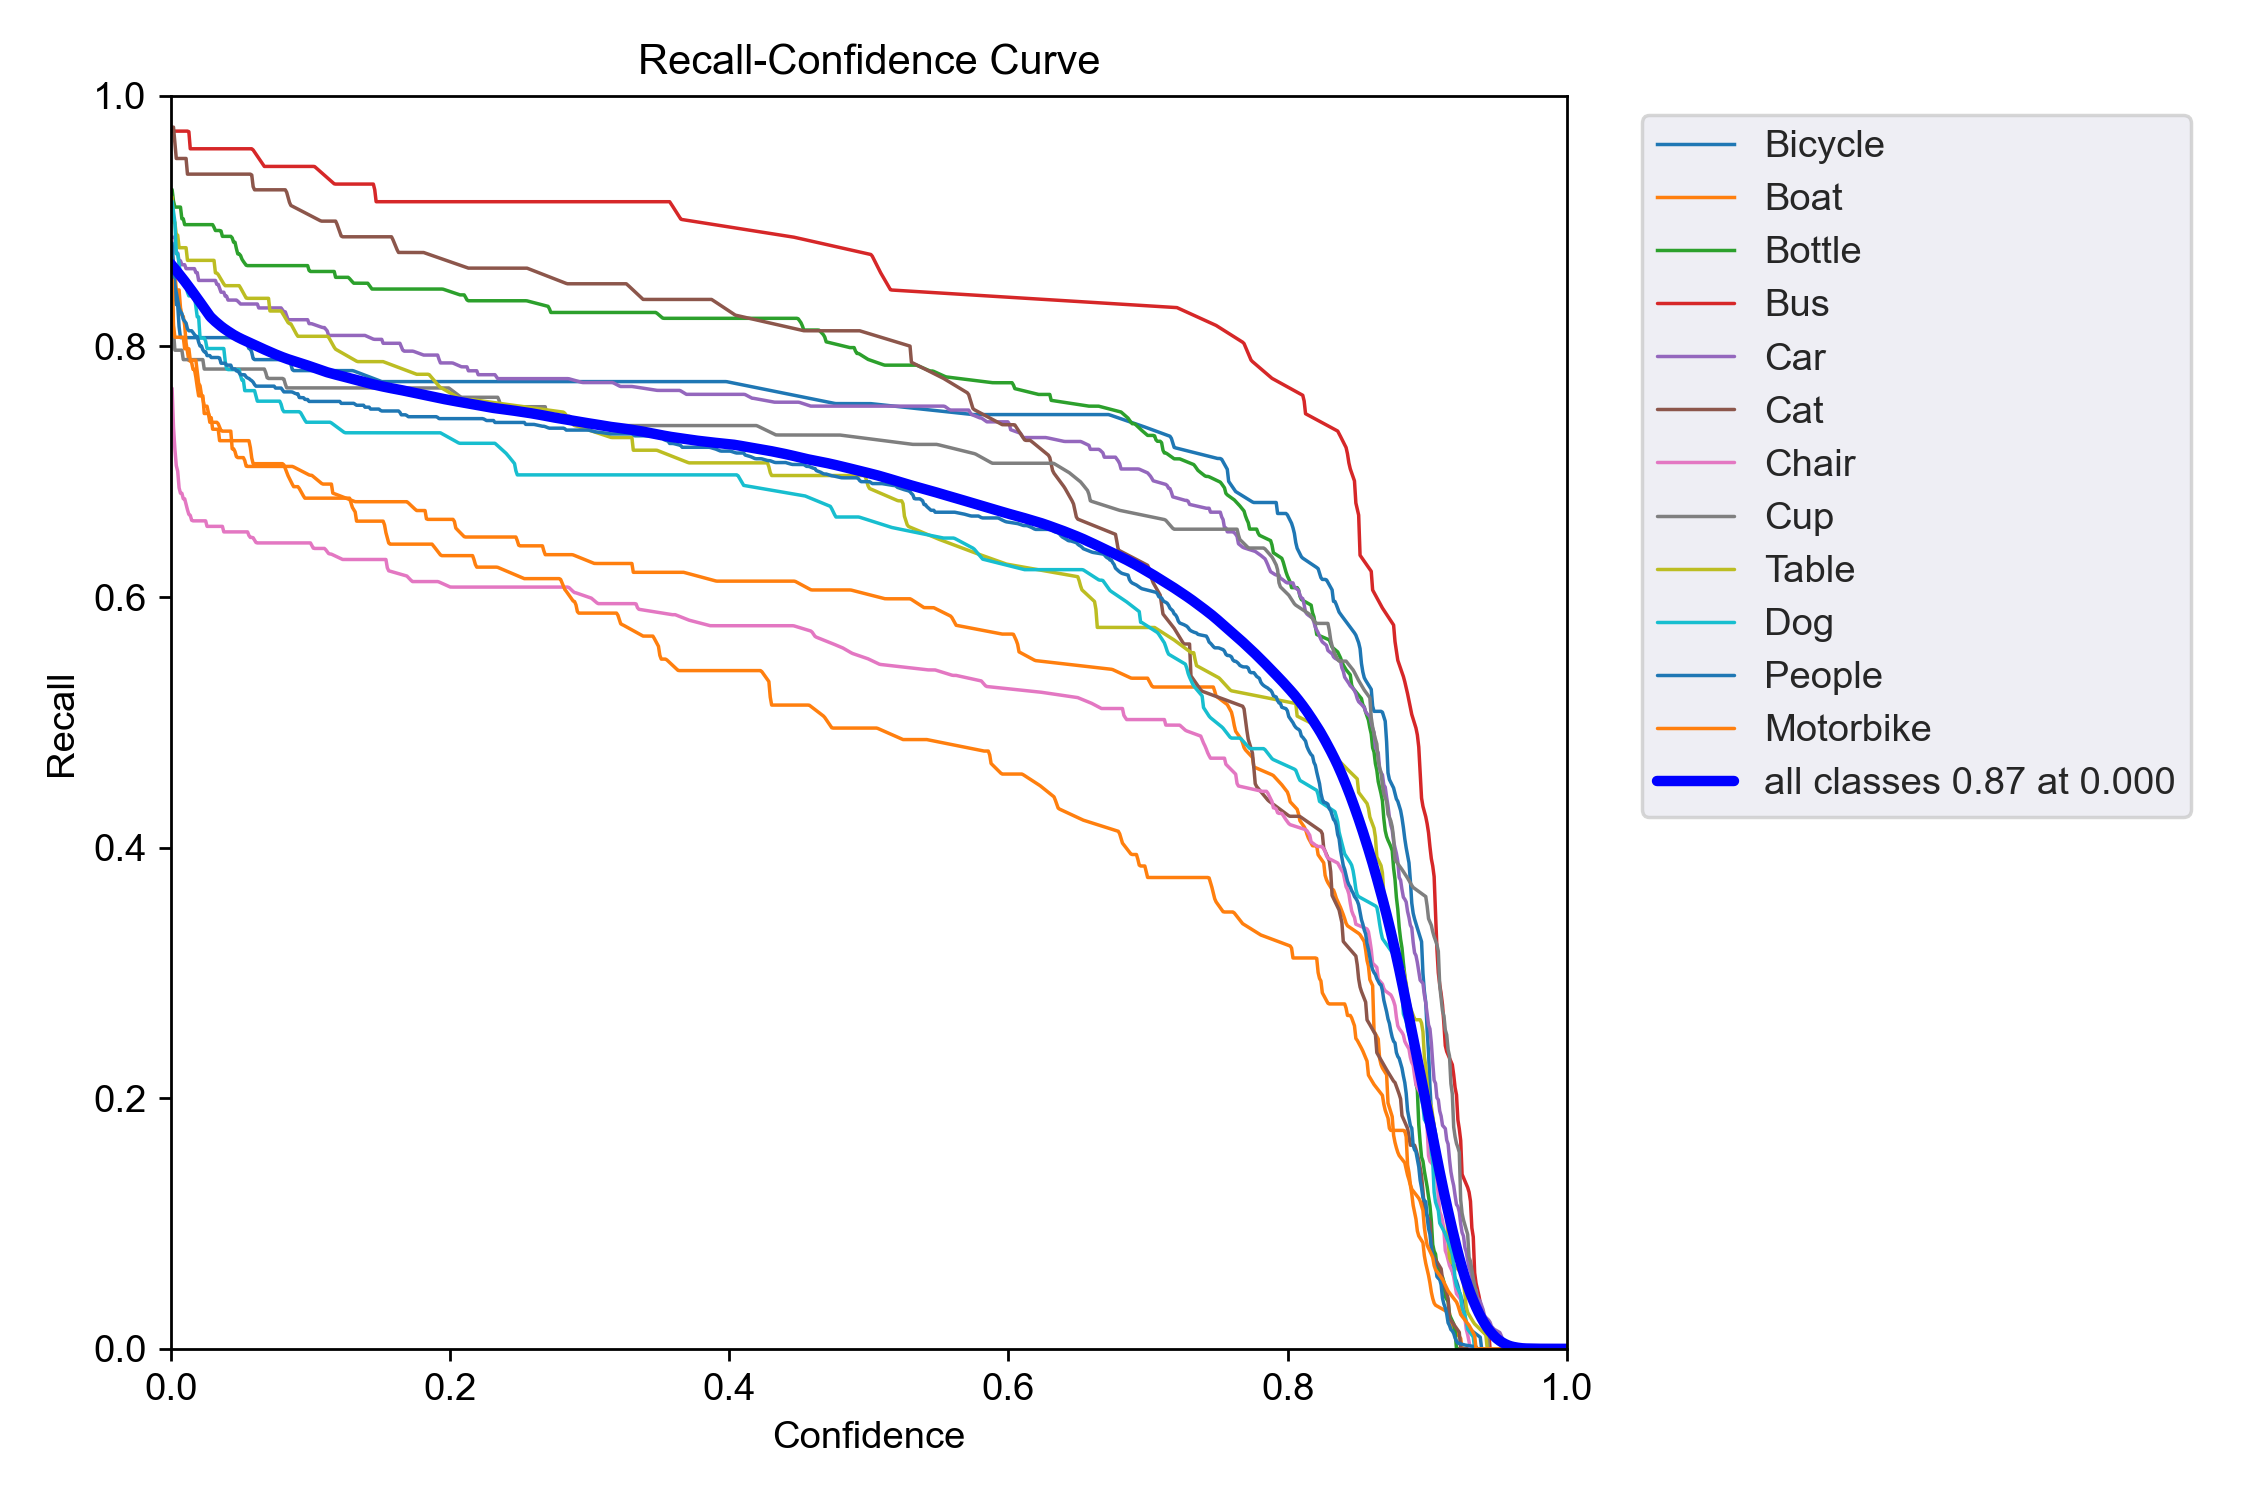 Recall-Confidence Curve
1.0
0.8
0.6
0.4
0.2
0.0
Recall
0.0 0.2 0.4 0.6 0.8 1.0
Confidence
Bicycle
Boat
Bottle
Bus
Car
Cat
Chair
Cup
Table
Dog
People
Motorbike
all classes 0.87 at 0.000